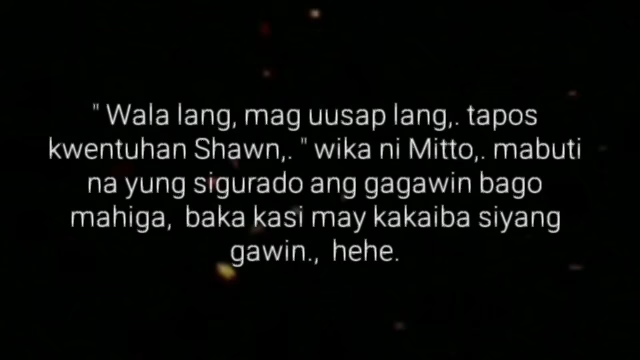 " Wala lang, mag uusap lang,. tapos
kwentuhan Shawn,. " wika ni Mitto,. mabuti
na yung sigurado ang gagawin bago
mahiga, baka kasi may kakaiba siyang
gawin., hehe.